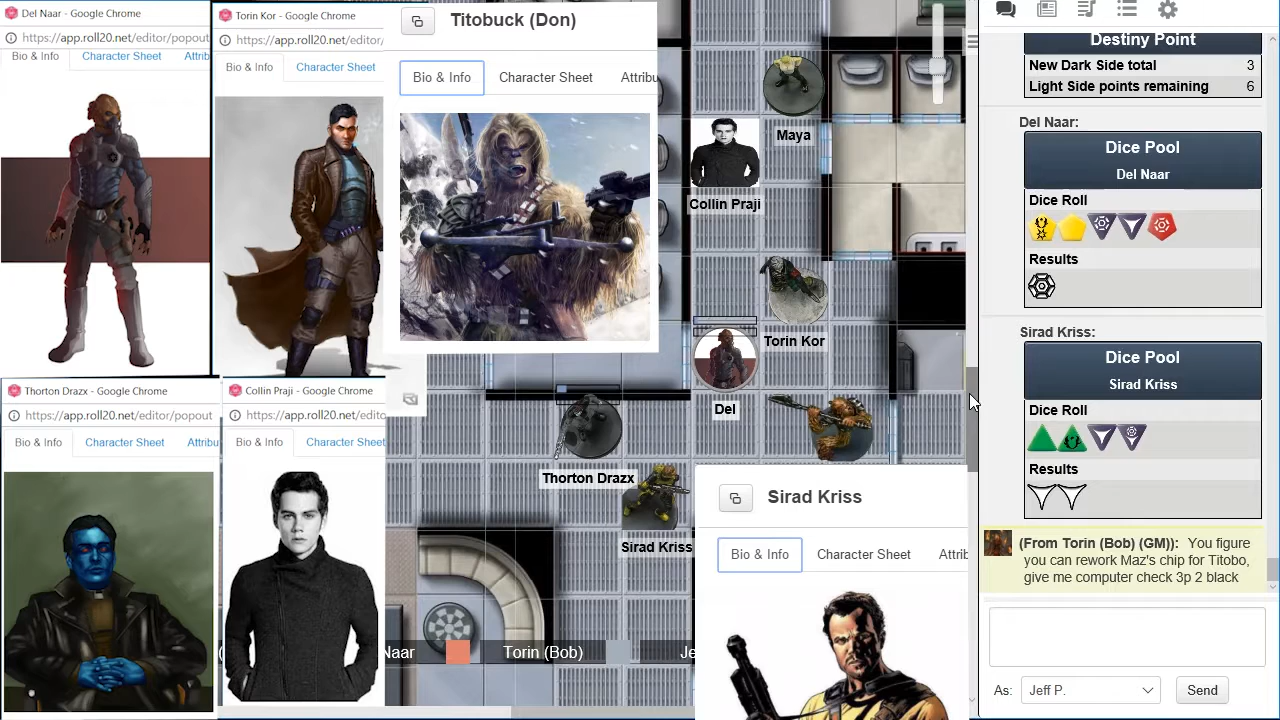 Del Naar - Google Chrome
https://app.roll20.net/editor/popout
Bio & Info
Character Sheet
Attrib
Torin Kor - Google Chrome
https://app.roll20.net/editor/
Bio & Info
Character Sheet
Titobuck (Don)
Bio & Info
Character Sheet
Attribu
Thorton Drazx - Google Chrome
https://app.roll20.net/editor/popout
Bio & Info
Character Sheet
Attribu
Collin Praji - Google Chrome
https://app.roll20.net/edito
Bio & Info
Character Sheet
Maya
Collin Praji
Torin Kor
Del
Thorton Drazx
Sirad Kriss
Naar
Torin (Bob)
Je
Sirad Kriss
Bio & Info
Character Sheet
Attrib
Destiny Point
New Dark Side total 3
Light Side points remaining 6
Del Naar:
Dice Pool
Del Naar
Dice Roll
Results
Sirad Kriss:
Dice Pool
Sirad Kriss
Dice Roll
Results
(From Torin (Bob) (GM)): You figure
you can rework Maz's chip for Titobo,
give me computer check 3p 2 black
As:
Jeff P.
Send